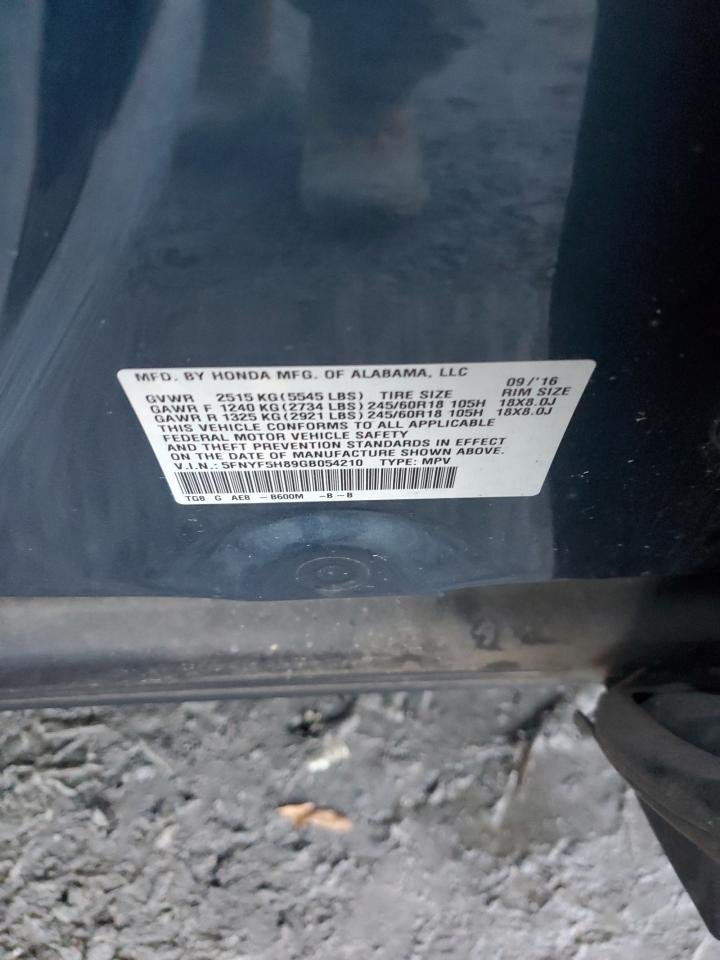 MFD. BY HONDA MFG. OF ALABAMA, LLC 09/'16
GVWR 2515 KG (5545 LBS) TIRE SIZE RIM SIZE
GAWR F 1240 KG (2734 LBS) 245/60R18 105H 18X8.0J
GAWR R 1325 KG (2921 LBS) 245/60R18 105H 18X8.0J
THIS VEHICLE CONFORMS TO ALL APPLICABLE
FEDERAL MOTOR VEHICLE SAFETY
AND THEFT PREVENTION STANDARDS IN EFFECT
ON THE DATE OF MANUFACTURE SHOWN ABOVE.
V.I.N.: 5FNYF5H89GB054210 TYPE: MPV
TG8 G AE8 -B600M -B-B